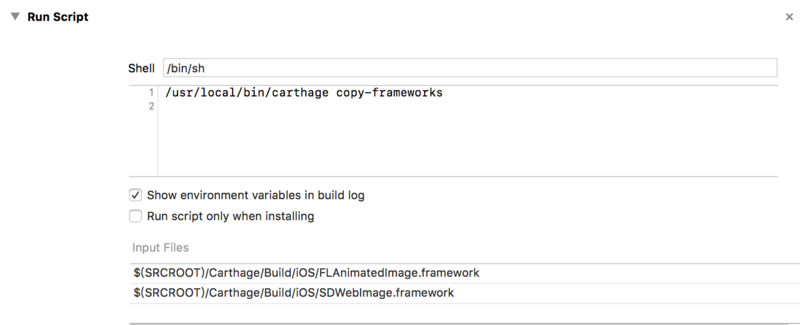 Run Script
Shell /bin/sh
1 /usr/local/bin/carthage copy-frameworks
2
Show environment variables in build log
Run script only when installing
Input Files
$(SRCROOT)/Carthage/Build/iOS/FLAnimatedImage.framework
$(SRCROOT)/Carthage/Build/iOS/SDWebImage.framework